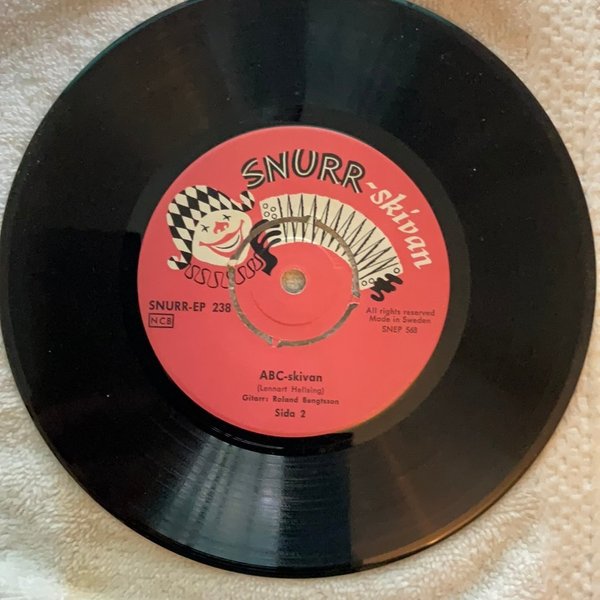 SNURR-skivan
SNURR-EP 238
NCB
All rights reserved
Made in Sweden
SNEP 568
ABC-skivan
(Lennart Hellsing)
Gitarr: Roland Bengtsson
Sida 2